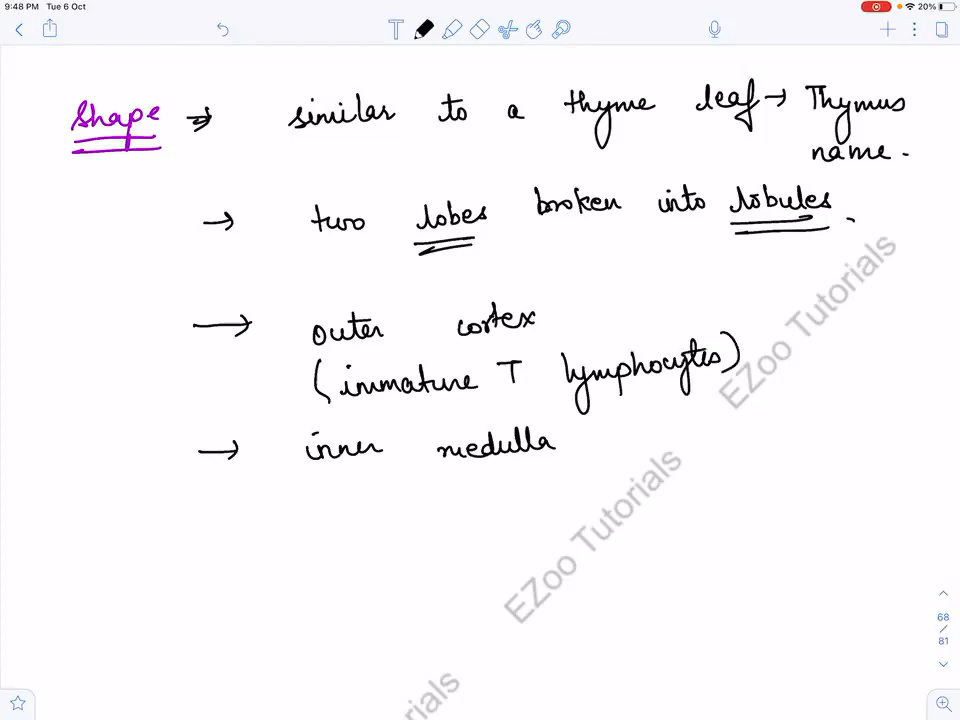 9:48 PM Tue 6 Oct
20%
Shape → similar to a thyme leaf → Thymus
name.
→ two lobes broken into lobules.
→ outer cortex
(immature T lymphocytes)
→ inner medulla
EZoo Tutorials
EZoo Tutorials
ials
68
/
81